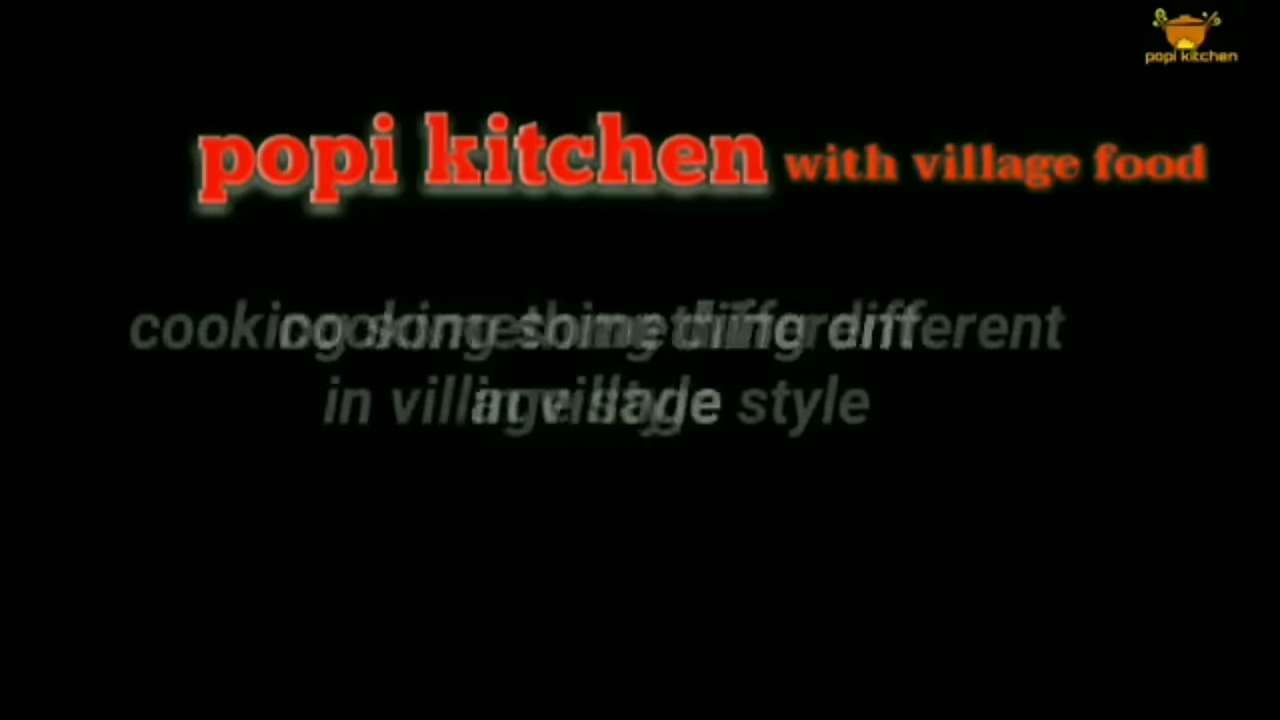 popi kitchen
popi kitchen with village food
cooking something different
in village style